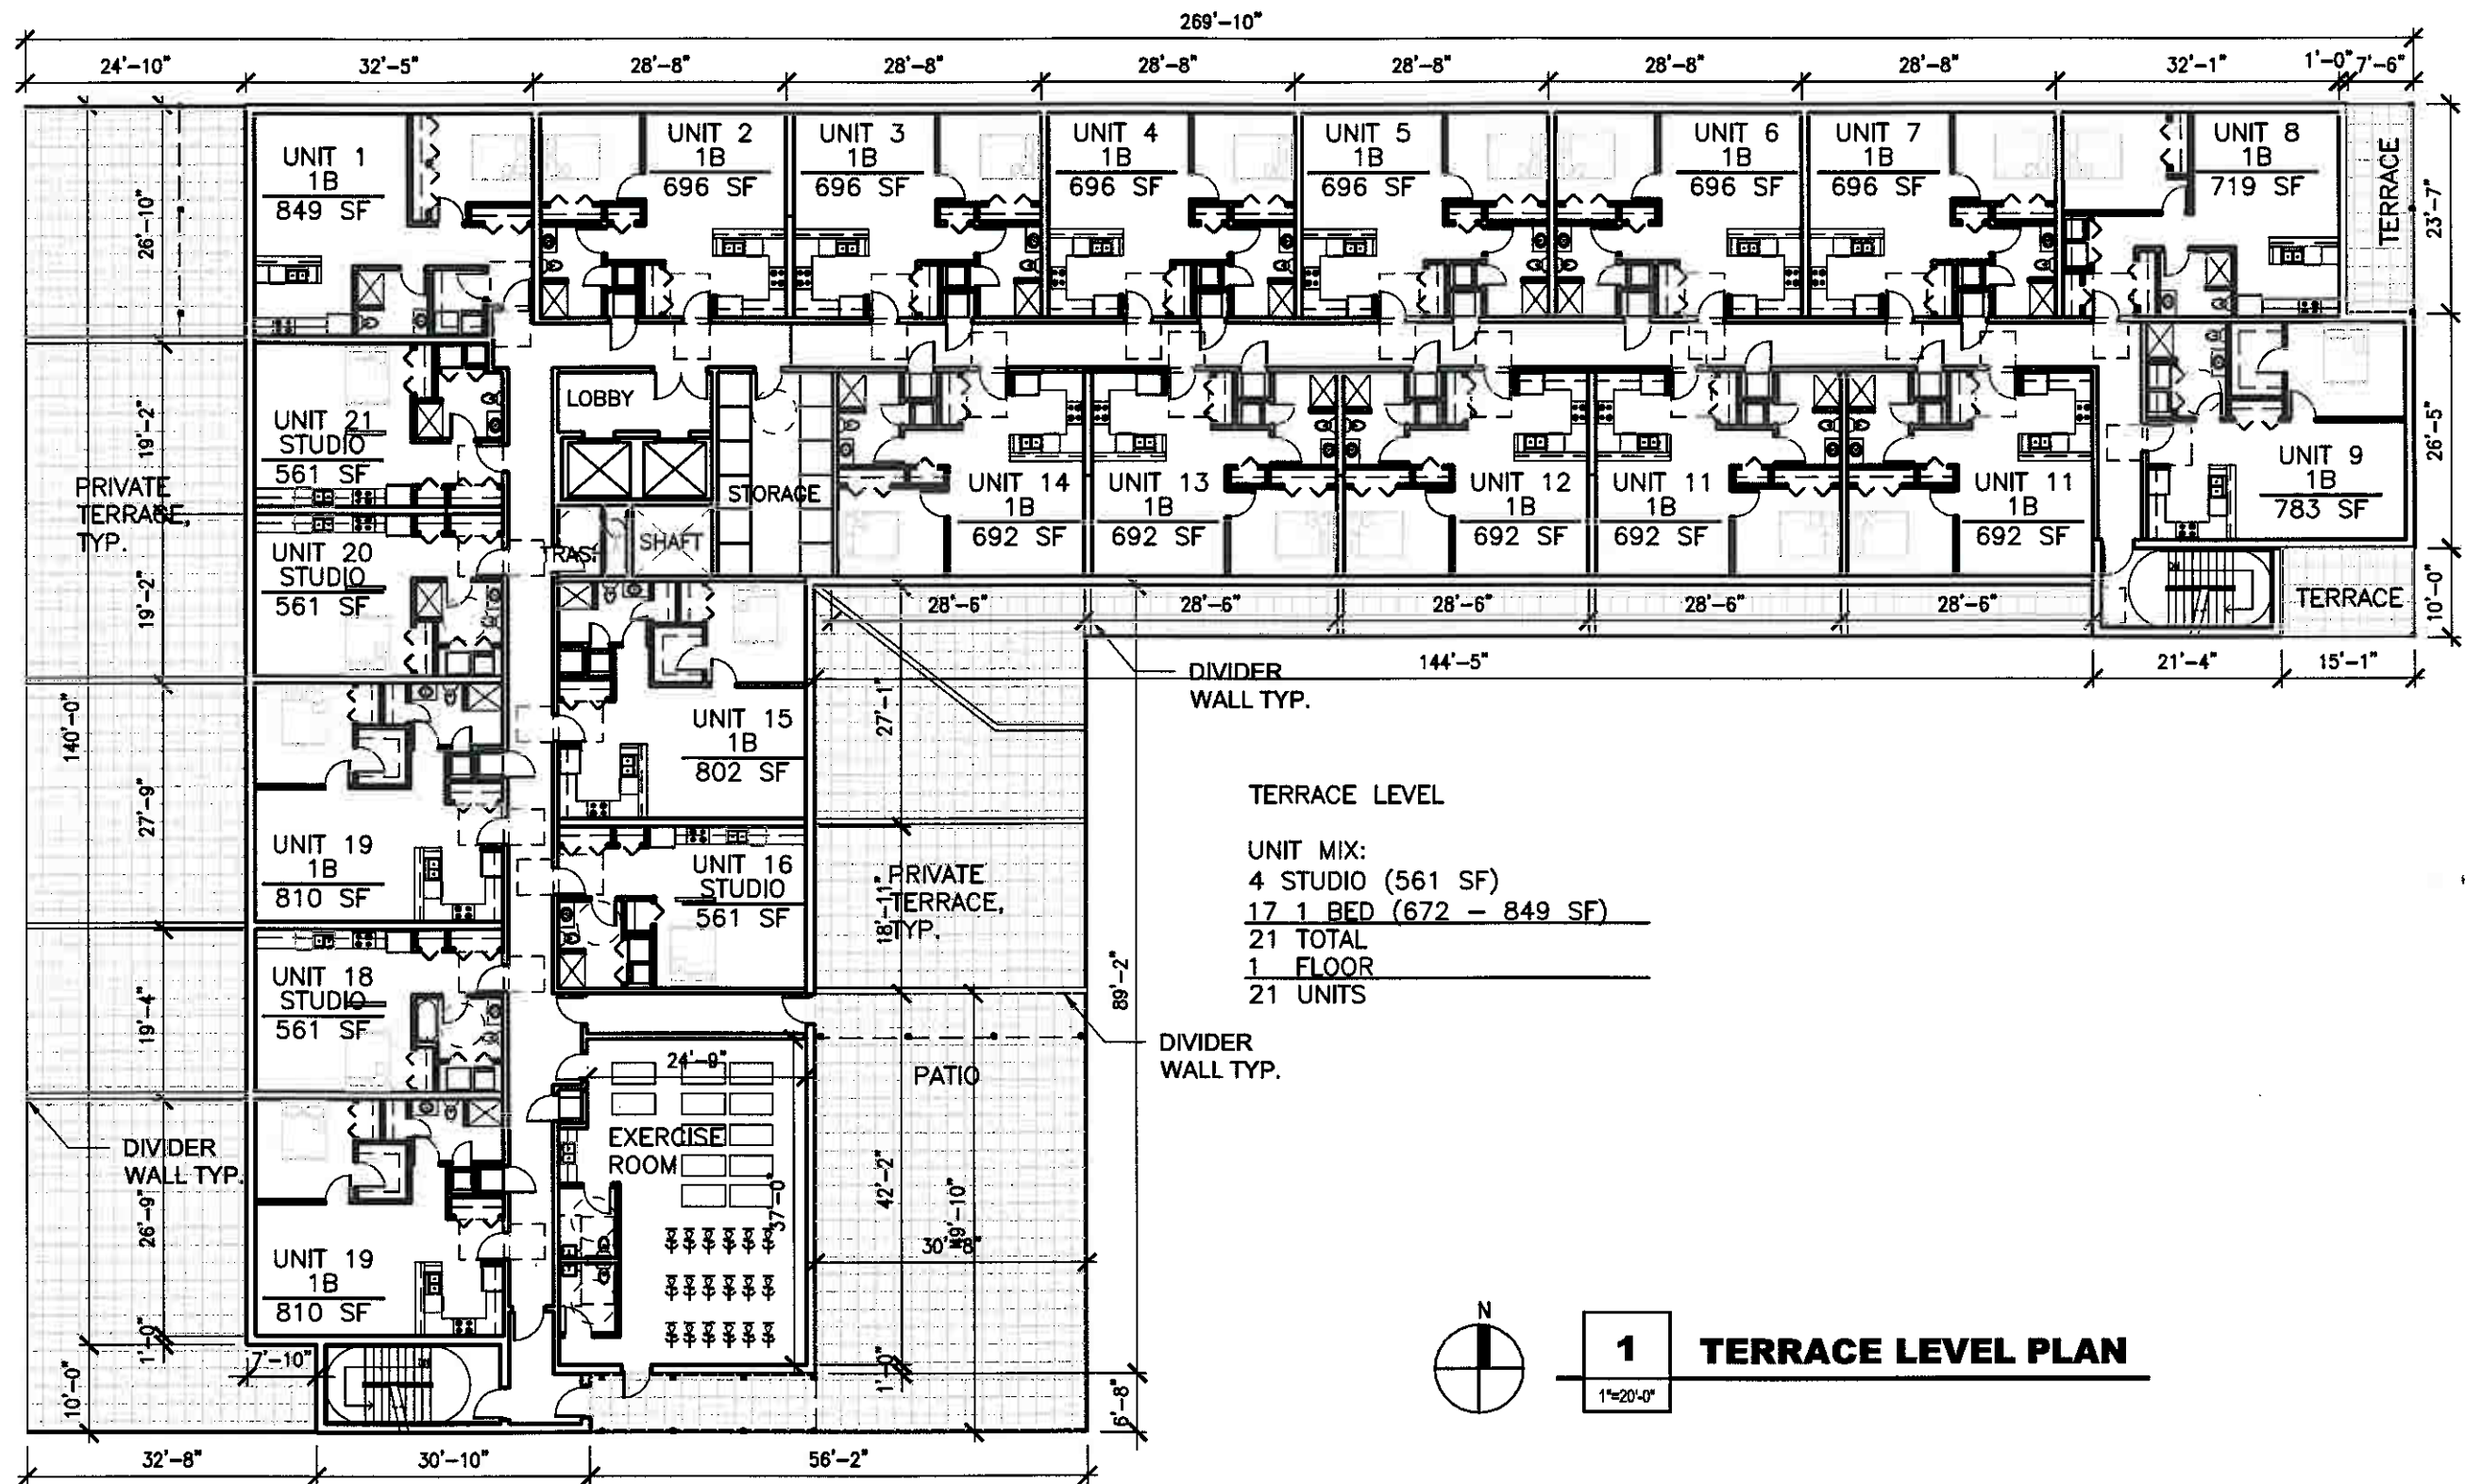 269'-10"
24'-10"
32'-5"
28'-8"
28'-8"
28'-8"
28'-8"
28'-8"
28'-8"
32'-1"
1'-0"
7'-6"
UNIT 1
1B
849 SF
UNIT 2
1B
696 SF
UNIT 3
1B
696 SF
UNIT 4
1B
696 SF
UNIT 5
1B
696 SF
UNIT 6
1B
696 SF
UNIT 7
1B
696 SF
UNIT 8
1B
719 SF
TERRACE
23'-7"
26'-10"
LOBBY
STORAGE
TRAS.
SHAFT
UNIT 21
STUDIO
561 SF
19'-2"
PRIVATE
TERRACE,
TYP.
UNIT 20
STUDIO
561 SF
19'-2"
UNIT 14
1B
692 SF
UNIT 13
1B
692 SF
UNIT 12
1B
692 SF
UNIT 11
1B
692 SF
UNIT 11
1B
692 SF
UNIT 9
1B
783 SF
26'-5"
28'-6"
28'-6"
28'-6"
28'-6"
28'-6"
TERRACE
10'-0"
144'-5"
21'-4"
15'-1"
DIVIDER
WALL TYP.
140'-0"
UNIT 15
1B
802 SF
27'-1"
27'-9"
UNIT 19
1B
810 SF
UNIT 16
STUDIO
561 SF
18'-11"
PRIVATE
TERRACE,
TYP.
TERRACE LEVEL
UNIT MIX:
4 STUDIO (561 SF)
17 1 BED (672 – 849 SF)
21 TOTAL
1 FLOOR
21 UNITS
89'-2"
UNIT 18
STUDIO
561 SF
19'-4"
DIVIDER
WALL TYP.
24'-9"
PATIO
EXERCISE
ROOM
37'-0"
42'-2"
30'-8"
DIVIDER
WALL TYP.
26'-9"
UNIT 19
1B
810 SF
1'-0"
7'-10"
10'-0"
1'-0"
6'-8"
32'-8"
30'-10"
56'-2"
N
1
1"=20'-0"
TERRACE LEVEL PLAN